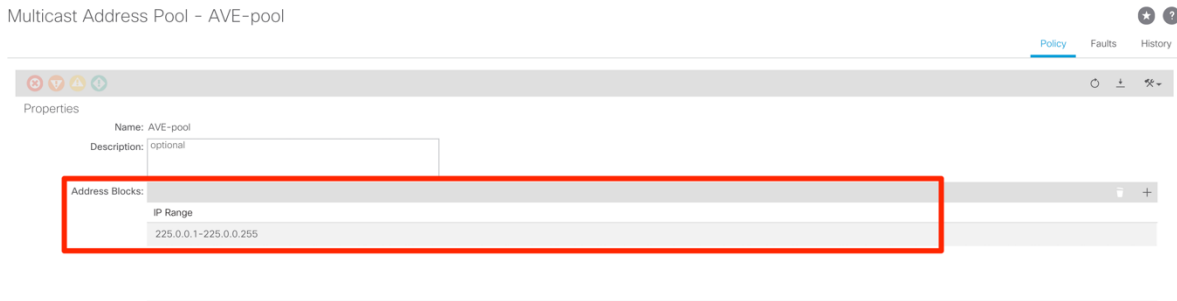 Multicast Address Pool - AVE-pool
?
Policy Faults History
Properties
Name: AVE-pool
Description: optional
Address Blocks:
+
IP Range
225.0.0.1-225.0.0.255